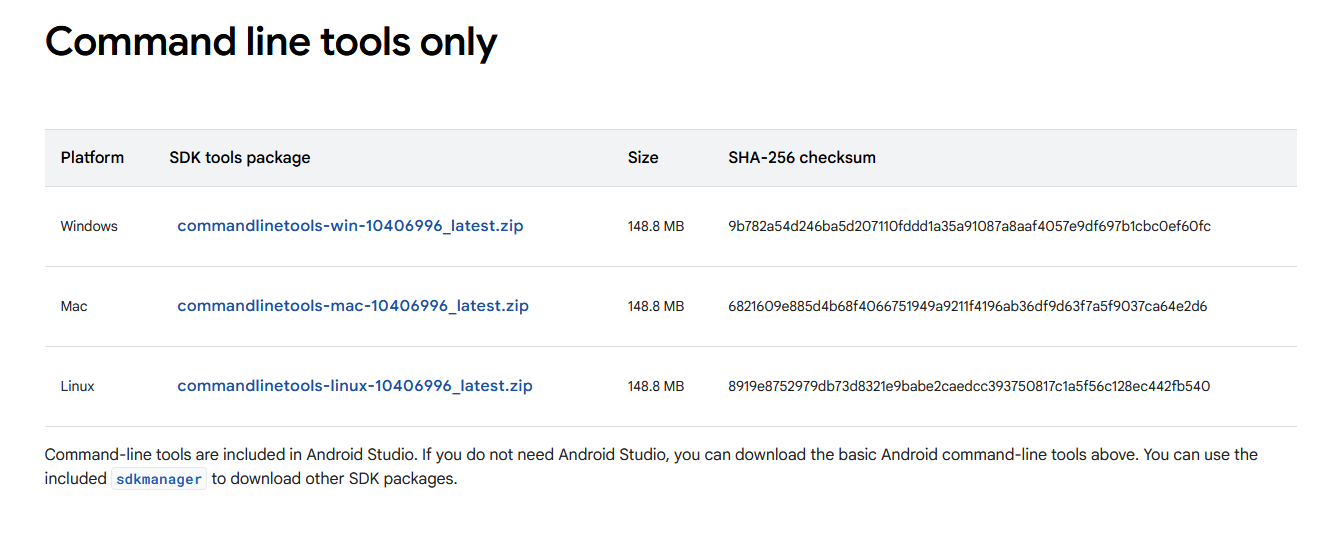 Command line tools only
Platform SDK tools package Size SHA-256 checksum
Windows commandlinetools-win-10406996_latest.zip 148.8 MB 9b782a54d246ba5d207110fddd1a35a91087a8aaf4057e9df697b1cbc0ef60fc
Mac commandlinetools-mac-10406996_latest.zip 148.8 MB 6821609e885d4b68f4066751949a9211f4196ab36df9d63f7a5f9037ca64e2d6
Linux commandlinetools-linux-10406996_latest.zip 148.8 MB 8919e8752979db73d8321e9babe2caedcc393750817c1a5f56c128ec442fb540
Command-line tools are included in Android Studio. If you do not need Android Studio, you can download the basic Android command-line tools above. You can use the
included sdkmanager to download other SDK packages.